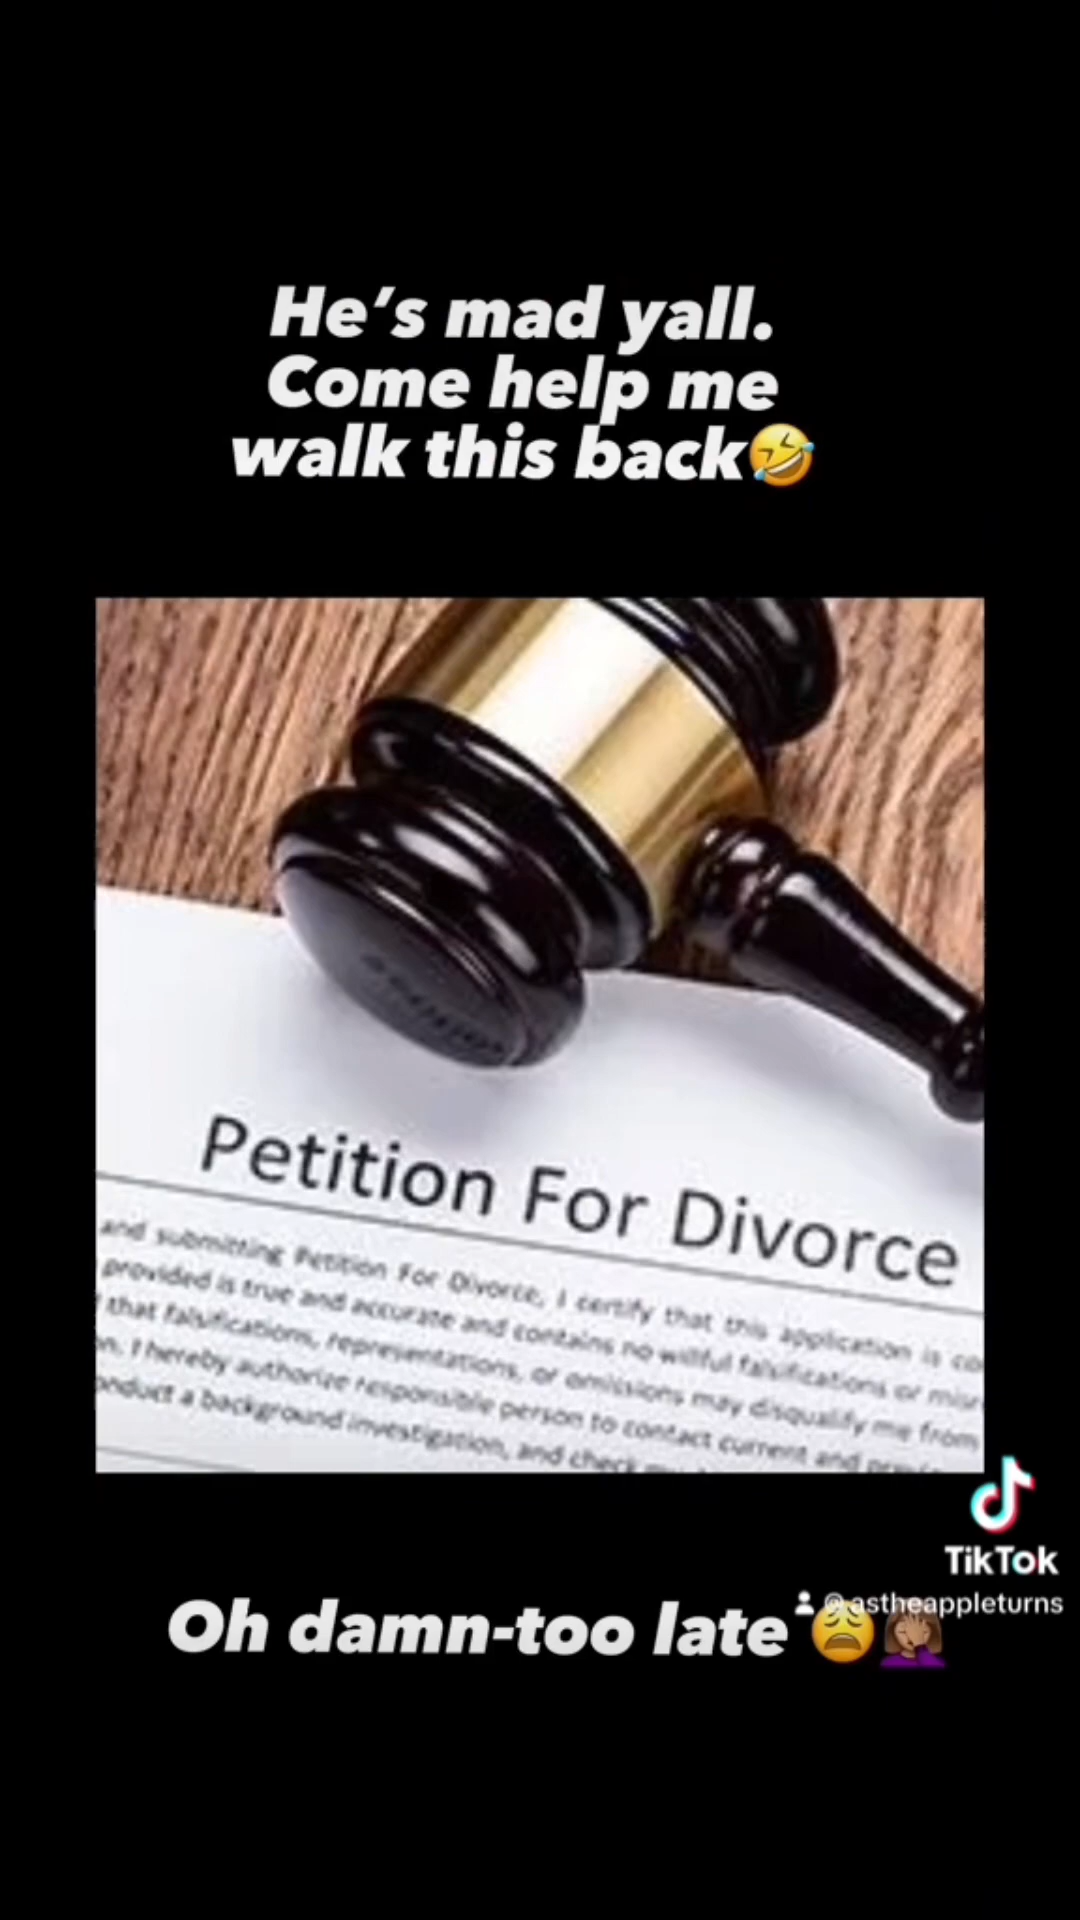 He’s mad yall.
Come help me
walk this back🤣
Petition For Divorce
and submitting Petition For Divorce, I certify that this application is co
provided is true and accurate and contains no willful falsifications or misr
that falsifications, representations, or omissions may disqualify me from
n. I hereby authorize responsible person to contact current and
onduct a background investigation, and check
TikTok
@astheappleturns
Oh damn-too late 😩🤦🏽‍♀️